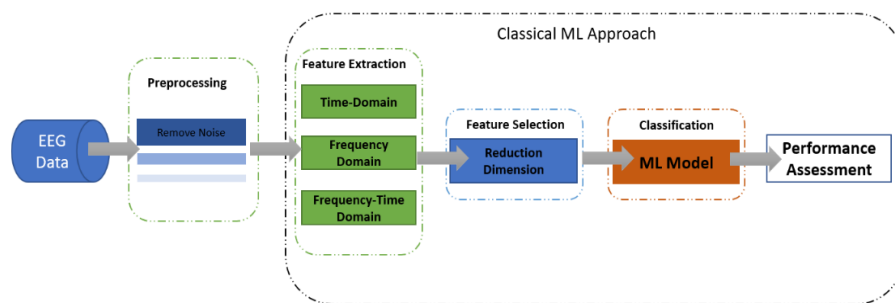 Classical ML Approach
Preprocessing
Feature Extraction
Time-Domain
EEG
Data
Remove Noise
Feature Selection
Classification
Frequency
Domain
Reduction
Dimension
ML Model
Performance
Assessment
Frequency-Time
Domain